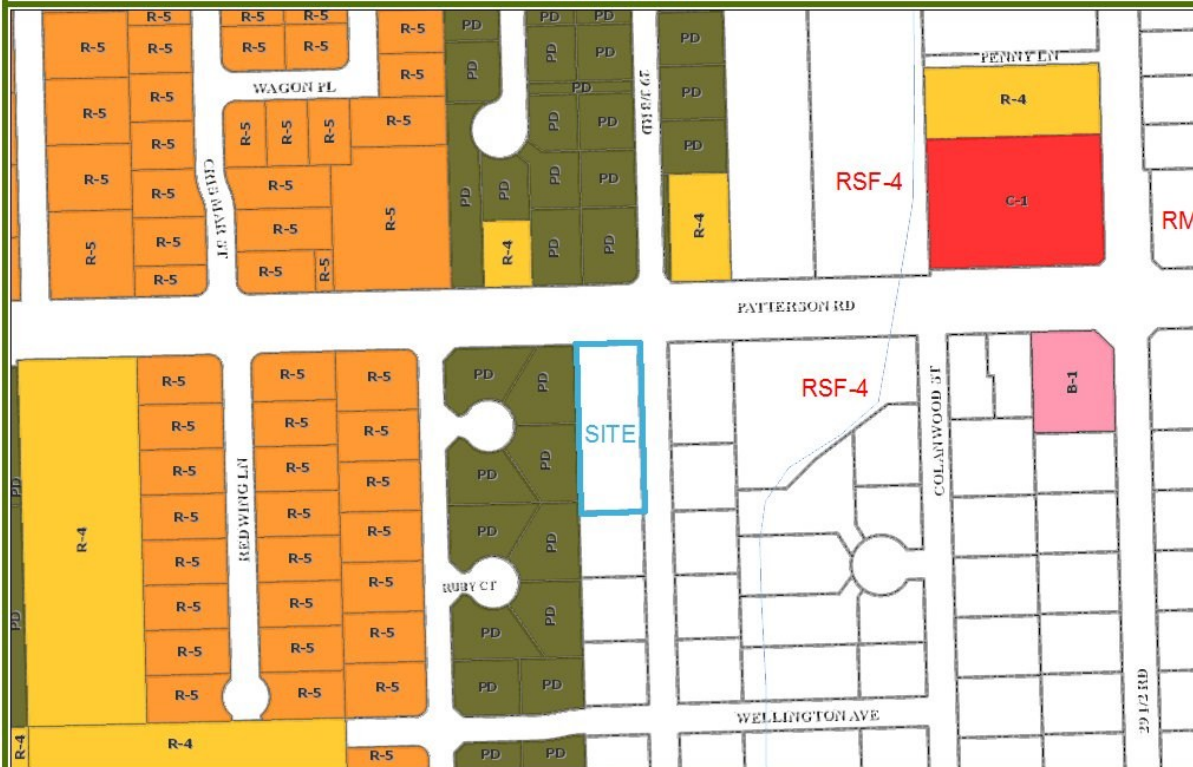 R-5 R-5 R-5 R-5 R-5 R-5 PD PD PD PD
R-5 R-5 R-5 PD PD
WAGON PL
R-5 R-5 R-5
PENNY LN
R-4
29 3/8 RD
PD PD PD
R-5 R-5 R-5 R-5 R-5 R-5
PD PD PD
CRISMAR ST
R-5 R-5 R-5
PD PD PD PD
RSF-4
C-1
R-5 R-5 R-5 R-5
R-4 PD PD R-4
RM
R-5 R-5 R-5
PATTERSON RD
R-5 R-5 R-5 PD PD
RSF-4
B-1
R-5 R-5 R-5
SITE
COLANWOOD ST
R-5 R-5 R-5 PD PD
PD
R-4
REDWING LN
R-5 R-5 R-5 PD PD
R-5 R-5 R-5
RUBY CT
PD
R-5 R-5 R-5 PD PD
R-5 R-5 R-5 PD PD
29 1/2 RD
WELLINGTON AVE
R-4 R-4 R-5 PD PD